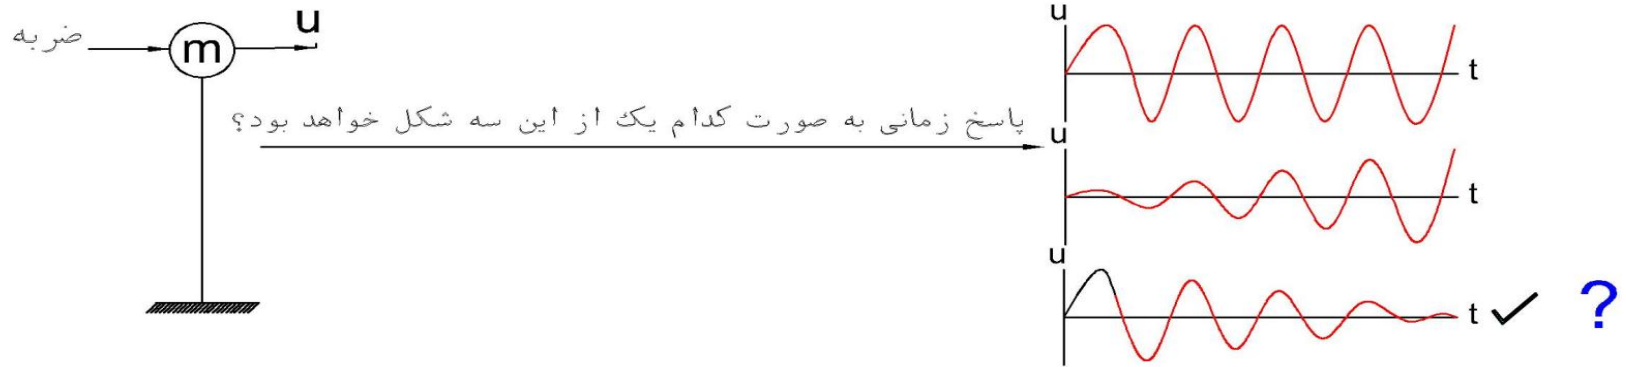 u
u
ضربه
m
t
پاسخ زمانی به صورت کدام یک از این سه شکل خواهد بود؟
u
t
u
t
?